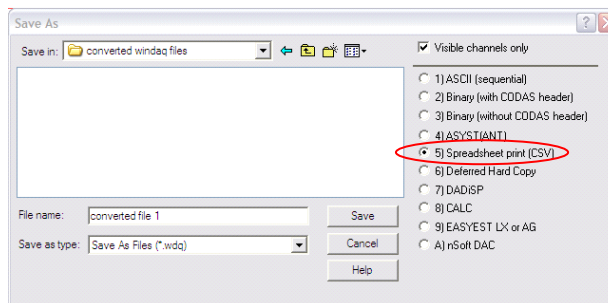 Save As
Save in: converted windaq files
Visible channels only
1) ASCII (sequential)
2) Binary (with CODAS header)
3) Binary (without CODAS header)
4) ASYST(ANT)
5) Spreadsheet print (CSV)
6) Deferred Hard Copy
7) DADiSP
8) CALC
9) EASYEST LX or AG
A) nSoft DAC
File name: converted file 1 Save
Save as type: Save As Files (*.wdq) Cancel
Help